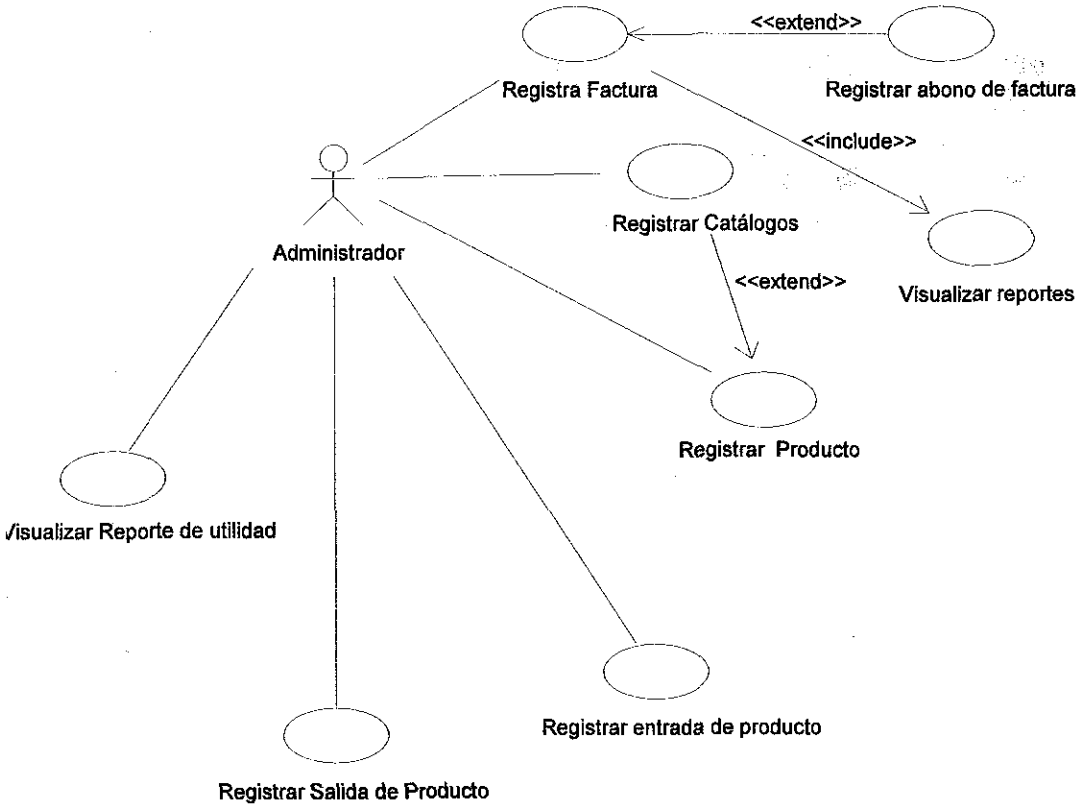 <<extend>>
Registra Factura
Registrar abono de factura
<<include>>
Registrar Catálogos
Administrador
<<extend>>
Visualizar reportes
Registrar Producto
Visualizar Reporte de utilidad
Registrar entrada de producto
Registrar Salida de Producto